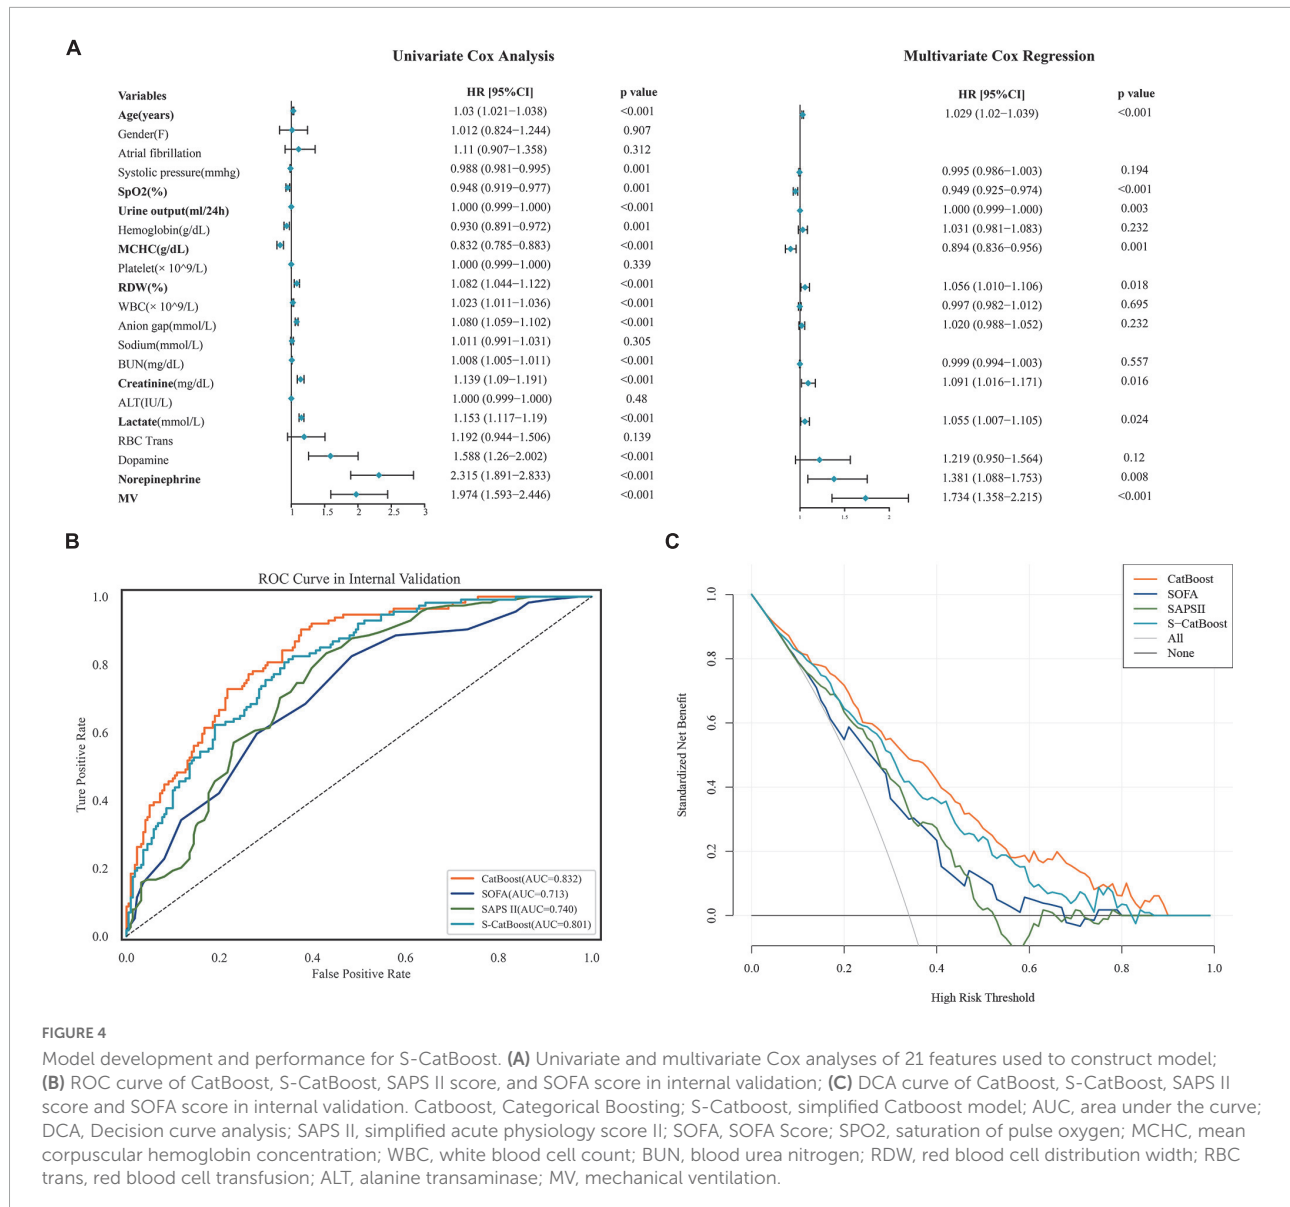 A
Univariate Cox Analysis
Multivariate Cox Regression
Variables HR [95%CI] p value HR [95%CI] p value
Age(years) 1.03 (1.021−1.038) <0.001 1.029 (1.02−1.039) <0.001
Gender(F) 1.012 (0.824−1.244) 0.907
Atrial fibrillation 1.11 (0.907−1.358) 0.312
Systolic pressure(mmhg) 0.988 (0.981−0.995) 0.001 0.995 (0.986−1.003) 0.194
SpO2(%) 0.948 (0.919−0.977) 0.001 0.949 (0.925−0.974) <0.001
Urine output(ml/24h) 1.000 (0.999−1.000) <0.001 1.000 (0.999−1.000) 0.003
Hemoglobin(g/dL) 0.930 (0.891−0.972) 0.001 1.031 (0.981−1.083) 0.232
MCHC(g/dL) 0.832 (0.785−0.883) <0.001 0.894 (0.836−0.956) 0.001
Platelet(× 10^9/L) 1.000 (0.999−1.000) 0.339
RDW(%) 1.082 (1.044−1.122) <0.001 1.056 (1.010−1.106) 0.018
WBC(× 10^9/L) 1.023 (1.011−1.036) <0.001 0.997 (0.982−1.012) 0.695
Anion gap(mmol/L) 1.080 (1.059−1.102) <0.001 1.020 (0.988−1.052) 0.232
Sodium(mmol/L) 1.011 (0.991−1.031) 0.305
BUN(mg/dL) 1.008 (1.005−1.011) <0.001 0.999 (0.994−1.003) 0.557
Creatinine(mg/dL) 1.139 (1.09−1.191) <0.001 1.091 (1.016−1.171) 0.016
ALT(IU/L) 1.000 (0.999−1.000) 0.48
Lactate(mmol/L) 1.153 (1.117−1.19) <0.001 1.055 (1.007−1.105) 0.024
RBC Trans 1.192 (0.944−1.506) 0.139
Dopamine 1.588 (1.26−2.002) <0.001 1.219 (0.950−1.564) 0.12
Norepinephrine 2.315 (1.891−2.833) <0.001 1.381 (1.088−1.753) 0.008
MV 1.974 (1.593−2.446) <0.001 1.734 (1.358−2.215) <0.001
1 1.5 2 2.5 3
1 1.5 2
B
ROC Curve in Internal Validation
Ture Positive Rate
1.0
0.8
0.6
0.4
0.2
0.0
CatBoost(AUC=0.832)
SOFA(AUC=0.713)
SAPS II(AUC=0.740)
S-CatBoost(AUC=0.801)
0.0 0.2 0.4 0.6 0.8 1.0
False Positive Rate
C
CatBoost
SOFA
SAPSII
S−CatBoost
All
None
Standardized Net Benefit
1.0
0.8
0.6
0.4
0.2
0.0
0.0 0.2 0.4 0.6 0.8 1.0
High Risk Threshold
FIGURE 4
Model development and performance for S-CatBoost. (A) Univariate and multivariate Cox analyses of 21 features used to construct model;
(B) ROC curve of CatBoost, S-CatBoost, SAPS II score, and SOFA score in internal validation; (C) DCA curve of CatBoost, S-CatBoost, SAPS II
score and SOFA score in internal validation. Catboost, Categorical Boosting; S-Catboost, simplified Catboost model; AUC, area under the curve;
DCA, Decision curve analysis; SAPS II, simplified acute physiology score II; SOFA, SOFA Score; SPO2, saturation of pulse oxygen; MCHC, mean
corpuscular hemoglobin concentration; WBC, white blood cell count; BUN, blood urea nitrogen; RDW, red blood cell distribution width; RBC
trans, red blood cell transfusion; ALT, alanine transaminase; MV, mechanical ventilation.